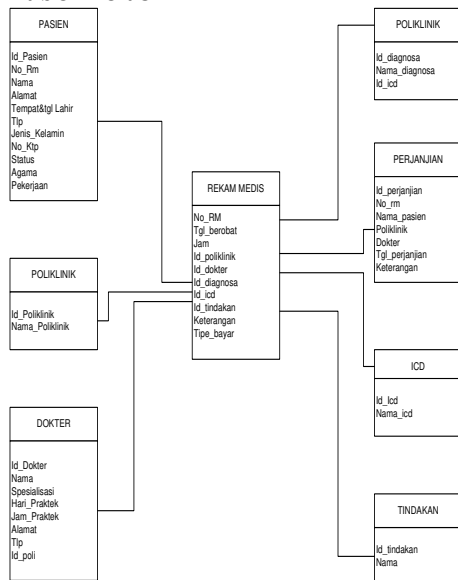 PASIEN
Id_Pasien
No_Rm
Nama
Alamat
Tempat&tgl Lahir
Tlp
Jenis_Kelamin
No_Ktp
Status
Agama
Pekerjaan
POLIKLINIK
Id_Poliklinik
Nama_Poliklinik
DOKTER
Id_Dokter
Nama
Spesialisasi
Hari_Praktek
Jam_Praktek
Alamat
Tlp
Id_poli
REKAM MEDIS
No_RM
Tgl_berobat
Jam
Id_poliklinik
Id_dokter
Id_diagnosa
Id_icd
Id_tindakan
Keterangan
Tipe_bayar
POLIKLINIK
Id_diagnosa
Nama_diagnosa
Id_icd
PERJANJIAN
Id_perjanjian
No_rm
Nama_pasien
Poliklinik
Dokter
Tgl_perjanjian
Keterangan
ICD
Id_Icd
Nama_icd
TINDAKAN
Id_tindakan
Nama